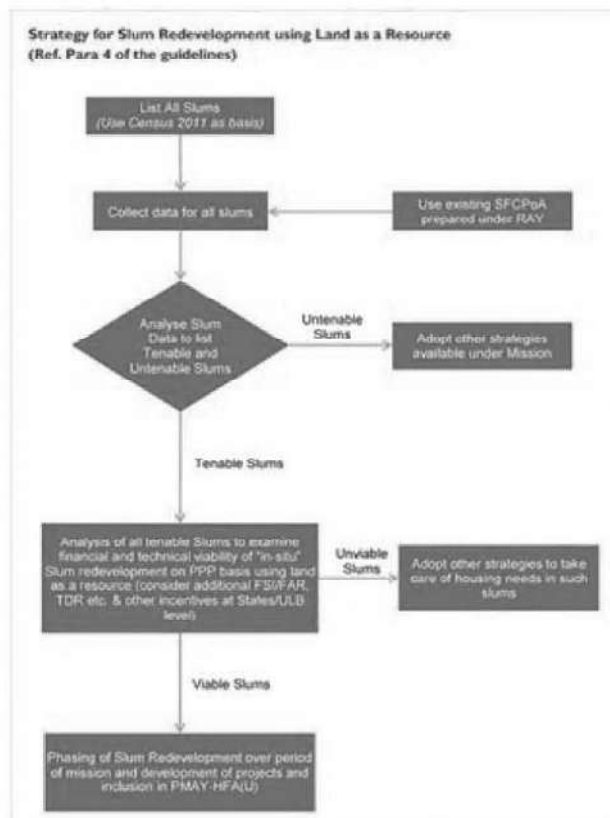 Strategy for Slum Redevelopment using Land as a Resource
(Ref. Para 4 of the guidelines)
List All Slums
(Use Census 2011 as basis)
Collect data for all slums
Use existing SFCPoA
prepared under RAY
Analyse Slum
Data to list
Tenable and
Untenable Slums
Untenable
Slums
Adopt other strategies
available under Mission
Tenable Slums
Analysis of all tenable Slums to examine
financial and technical viability of "in-situ"
Slum redevelopment on PPP basis using land
as a resource (consider additional FSI/FAR,
TDR etc. & other incentives at States/ULB
level)
Unviable
Slums
Adopt other strategies to take
care of housing needs in such
slums
Viable Slums
Phasing of Slum Redevelopment over period
of mission and development of projects and
inclusion in PMAY-HFA(U)